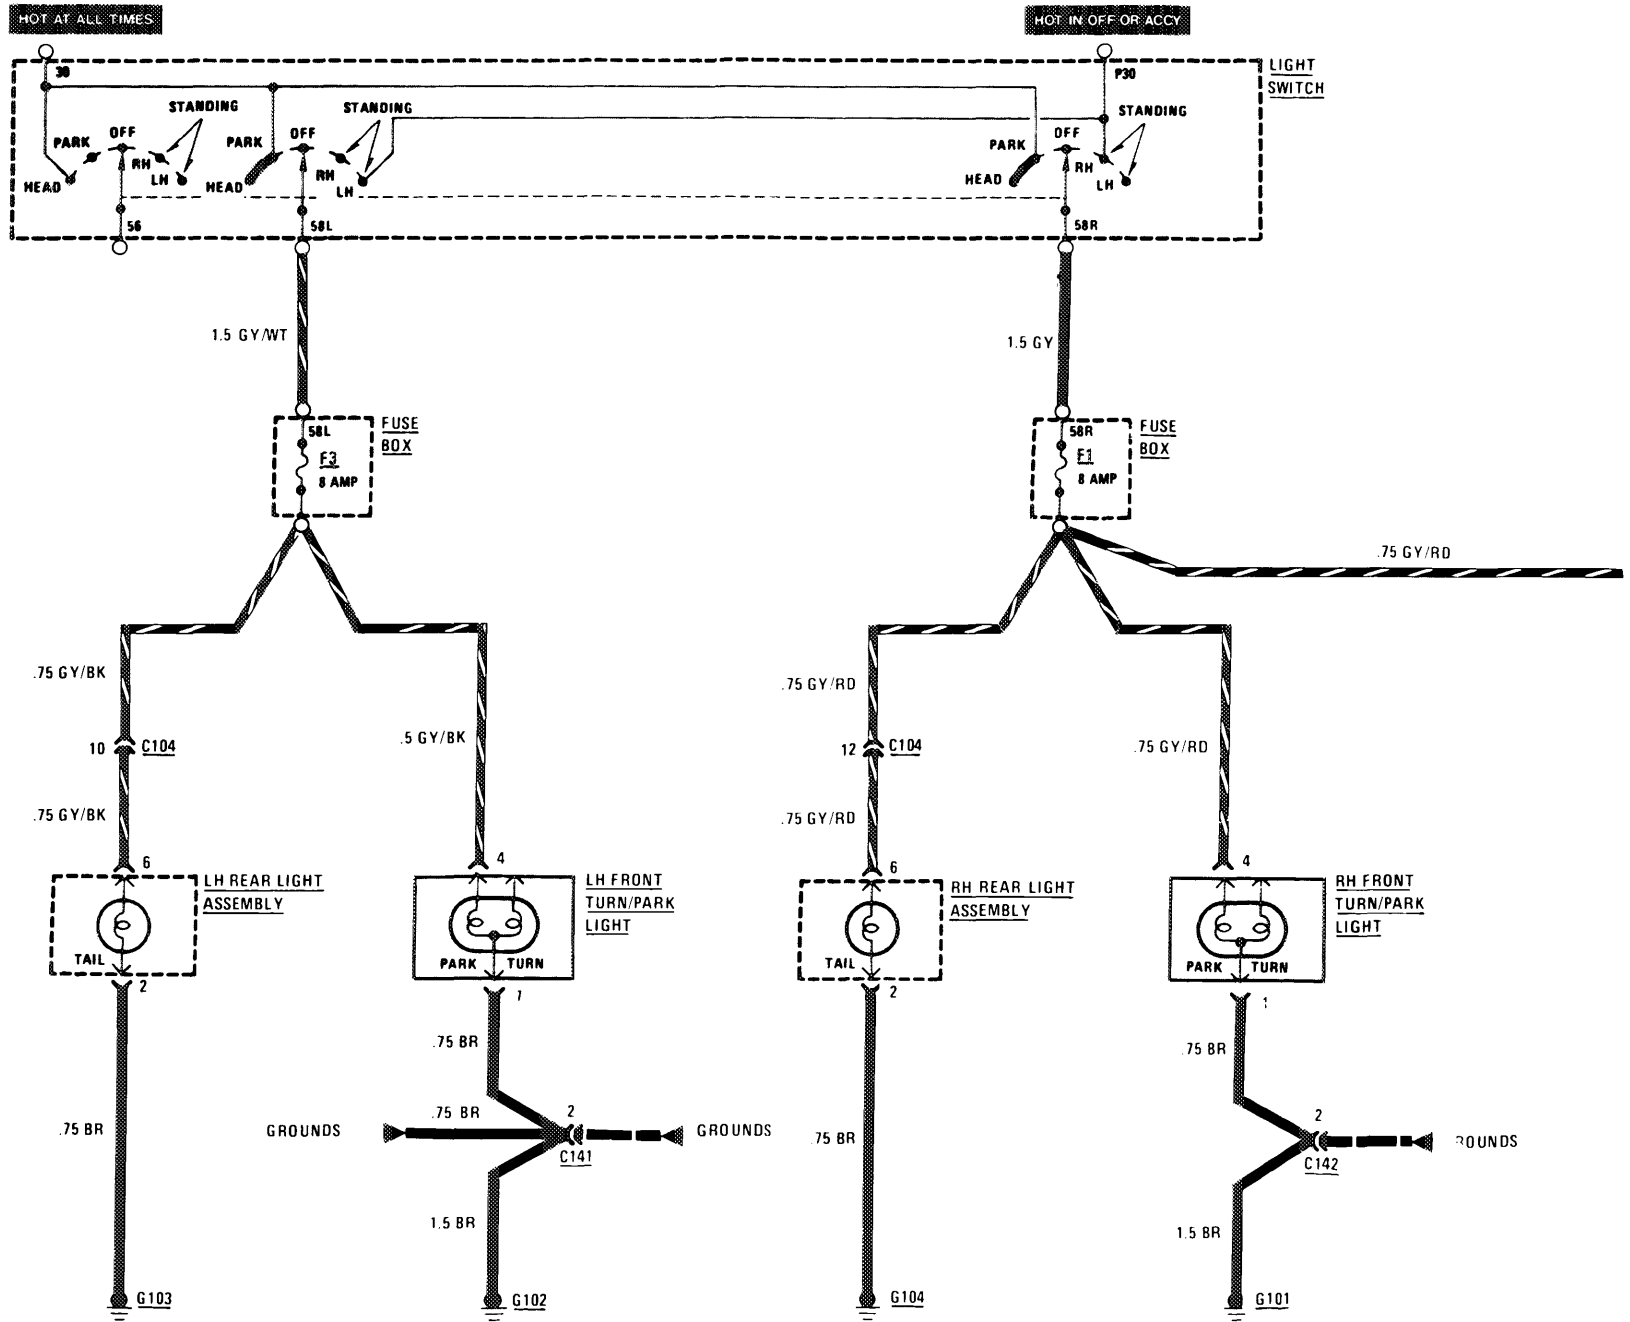 HOT AT ALL TIMES
HOT IN OFF OR ACCY
30
P30
LIGHT
SWITCH
STANDING
STANDING
STANDING
PARK
OFF
RH
LH
HEAD
PARK
OFF
RH
LH
HEAD
PARK
OFF
RH
LH
HEAD
56
58L
58R
1.5 GY/WT
1.5 GY
58L
F3
8 AMP
FUSE
BOX
58R
F1
8 AMP
FUSE
BOX
.75 GY/RD
.75 GY/BK
.5 GY/BK
.75 GY/RD
.75 GY/RD
10
C104
12
C104
.75 GY/BK
.75 GY/RD
6
LH REAR LIGHT
ASSEMBLY
TAIL
2
4
LH FRONT
TURN/PARK
LIGHT
PARK
TURN
1
6
RH REAR LIGHT
ASSEMBLY
TAIL
2
4
RH FRONT
TURN/PARK
LIGHT
PARK
TURN
1
.75 BR
.75 BR
GROUNDS
.75 BR
2
C141
GROUNDS
.75 BR
.75 BR
2
C142
ROUNDS
1.5 BR
1.5 BR
G103
G102
G104
G101